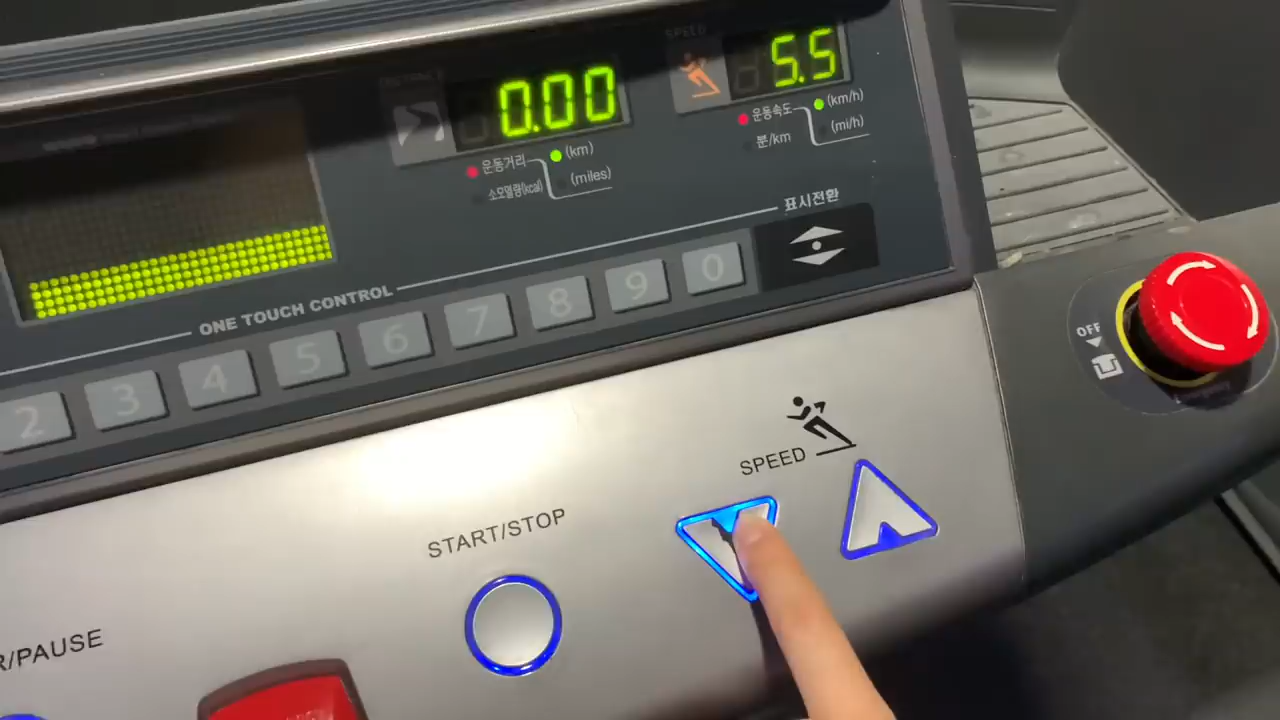 SPEED
0.00
5.5
운동거리
(km)
소모열량(kcal)
(miles)
운동속도
(km/h)
분/km
(mi/h)
표시전환
ONE TOUCH CONTROL
2 3 4 5 6 7 8 9 0
OFF
SPEED
START/STOP
R/PAUSE